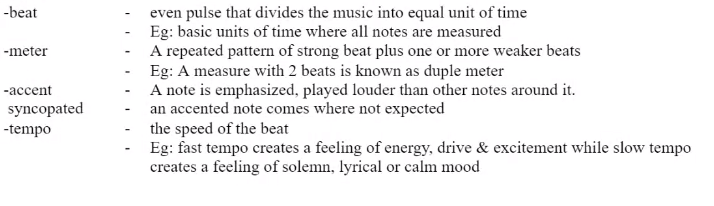 -beat - even pulse that divides the music into equal unit of time
- Eg: basic units of time where all notes are measured
-meter - A repeated pattern of strong beat plus one or more weaker beats
- Eg: A measure with 2 beats is known as duple meter
-accent - A note is emphasized, played louder than other notes around it.
syncopated - an accented note comes where not expected
-tempo - the speed of the beat
- Eg: fast tempo creates a feeling of energy, drive & excitement while slow tempo
creates a feeling of solemn, lyrical or calm mood